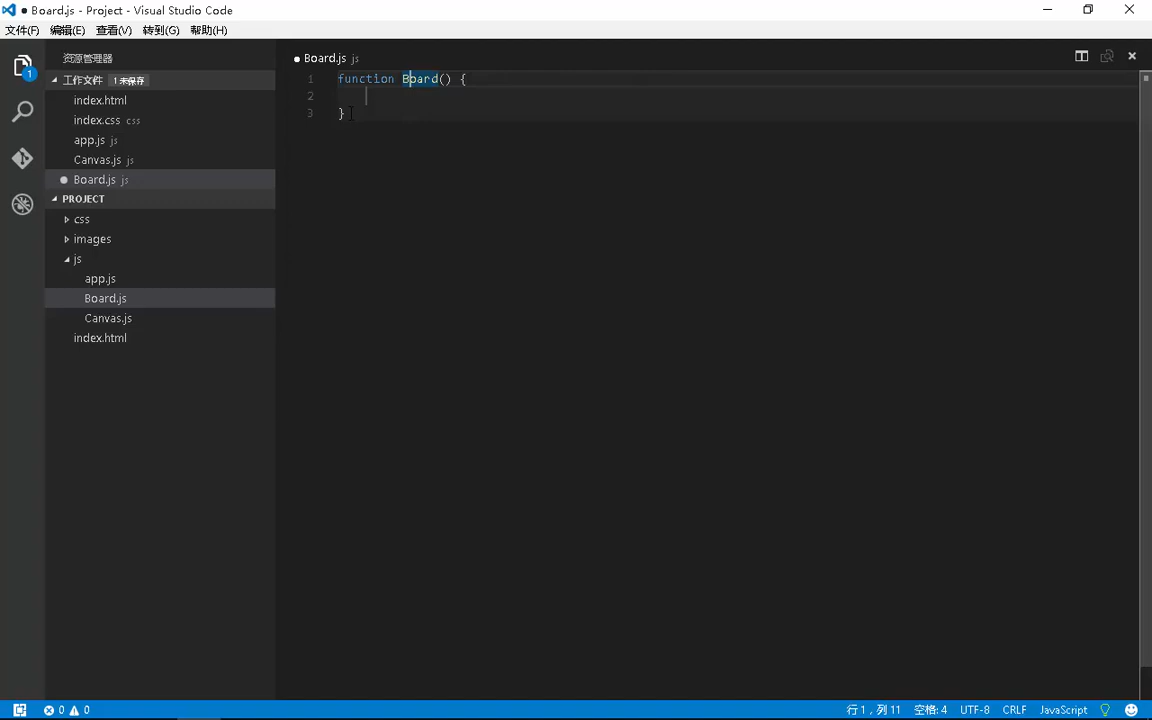 ● Board.js - Project - Visual Studio Code
文件(F) 编辑(E) 查看(V) 转到(G) 帮助(H)
资源管理器
工作文件 1 未保存
index.html
index.css css
app.js js
Canvas.js js
Board.js js
PROJECT
css
images
js
app.js
Board.js
Canvas.js
index.html
1
● Board.js js
1 function Board() {
2
3 }
0 0
行 1，列 11 空格: 4 UTF-8 CRLF JavaScript